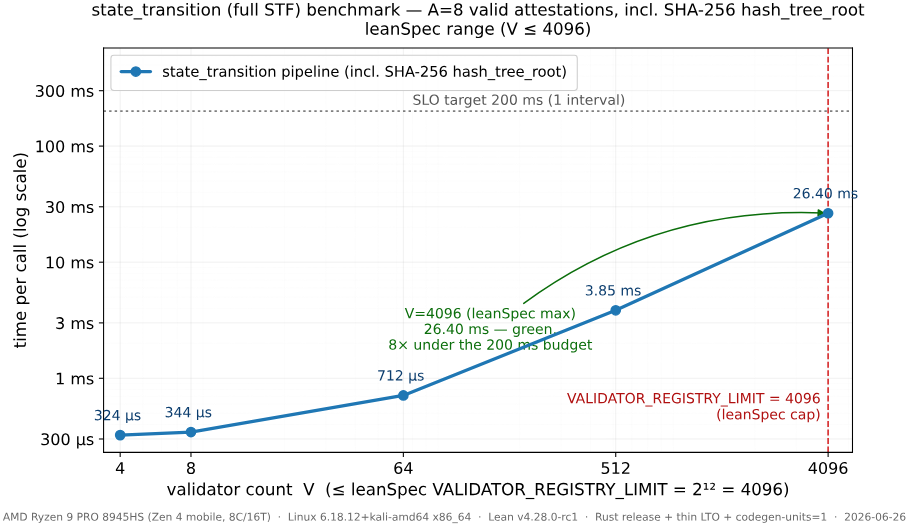 state_transition (full STF) benchmark — A=8 valid attestations, incl. SHA-256 hash_tree_root
leanSpec range (V ≤ 4096)
state_transition pipeline (incl. SHA-256 hash_tree_root)
SLO target 200 ms (1 interval)
time per call (log scale)
300 ms
100 ms
30 ms
10 ms
3 ms
1 ms
300 µs
324 µs
344 µs
712 µs
3.85 ms
26.40 ms
V=4096 (leanSpec max)
26.40 ms — green,
8× under the 200 ms budget
VALIDATOR_REGISTRY_LIMIT = 4096
(leanSpec cap)
4
8
64
512
4096
validator count  V  (≤ leanSpec VALIDATOR_REGISTRY_LIMIT = 2¹² = 4096)
AMD Ryzen 9 PRO 8945HS (Zen 4 mobile, 8C/16T)  ·  Linux 6.18.12+kali-amd64 x86_64  ·  Lean v4.28.0-rc1  ·  Rust release + thin LTO + codegen-units=1  ·  2026-06-26